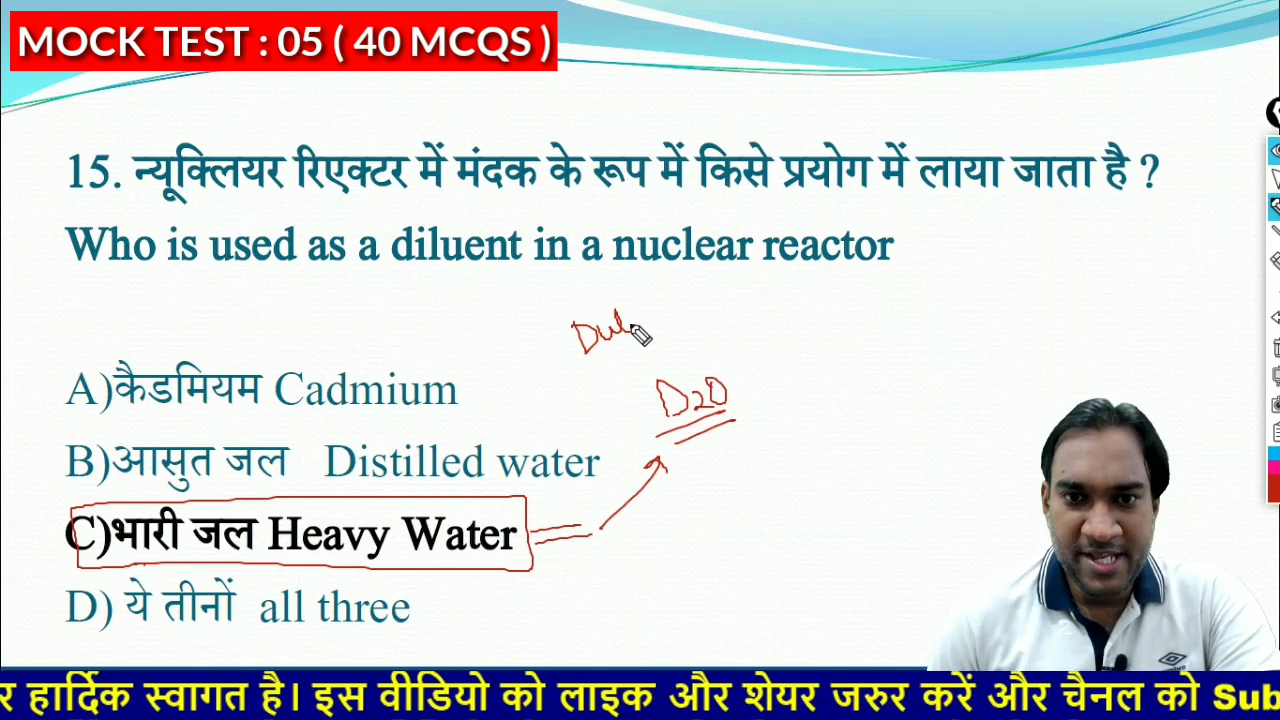 MOCK TEST : 05 ( 40 MCQS )
15. न्यूक्लियर रिएक्टर में मंदक के रूप में किसे प्रयोग में लाया जाता है ?
Who is used as a diluent in a nuclear reactor
A)कैडमियम Cadmium
D2O
B)आसुत जल Distilled water
C)भारी जल Heavy Water
D) ये तीनों all three
र हार्दिक स्वागत है। इस वीडियो को लाइक और शेयर जरुर करें और चैनल को Sub